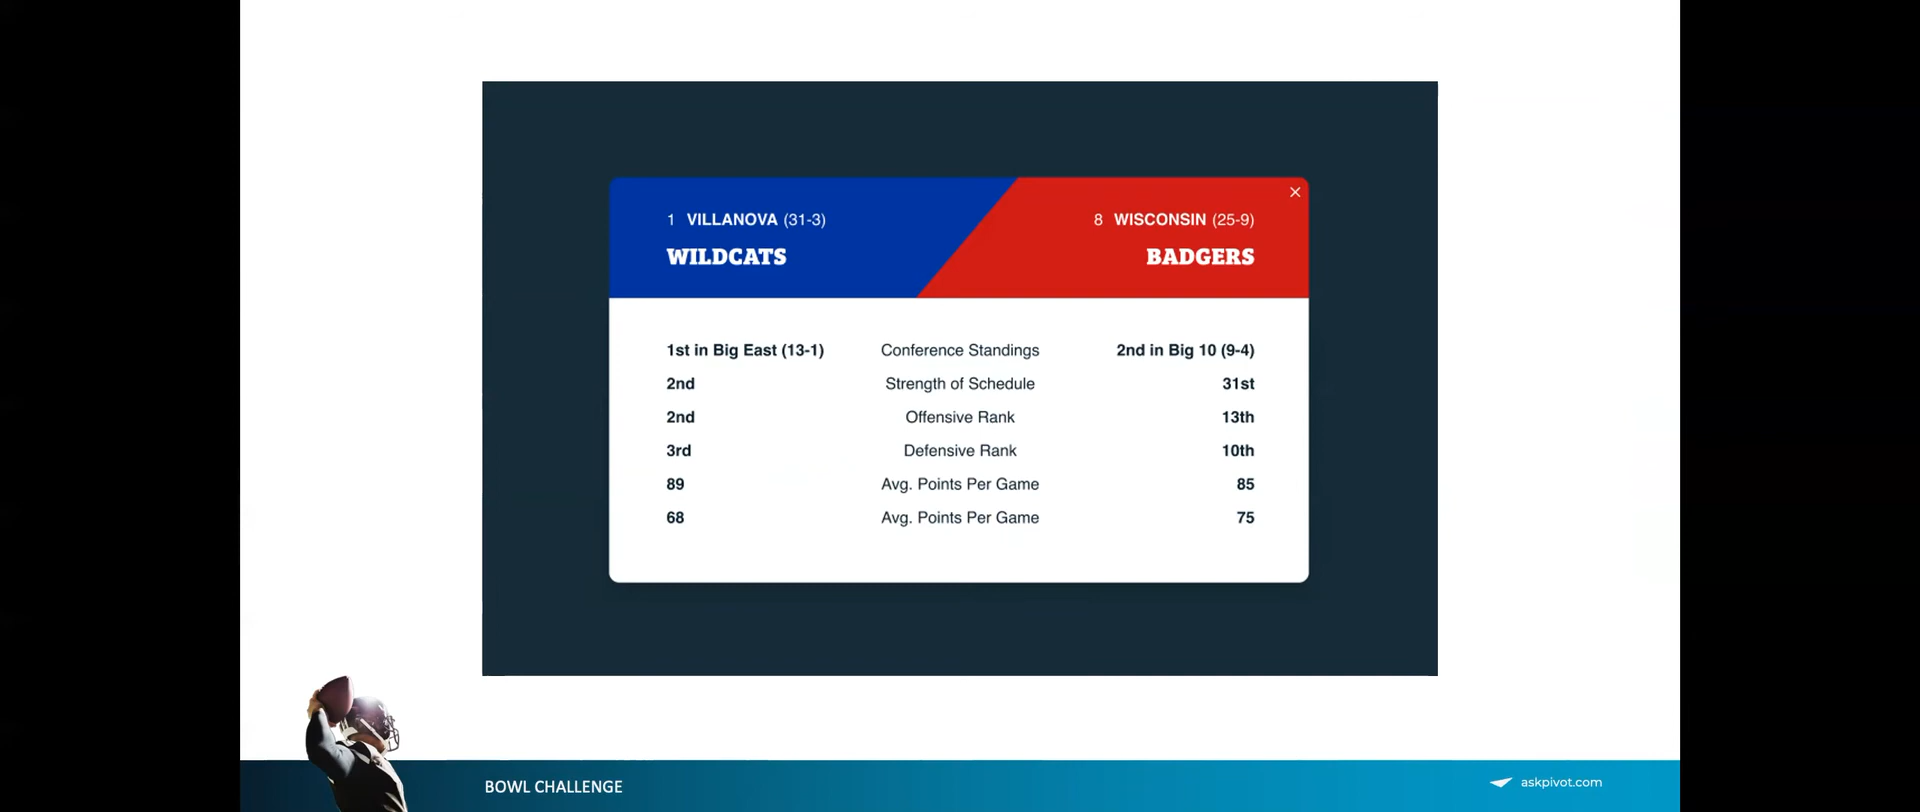 1 VILLANOVA (31-3)
WILDCATS
8 WISCONSIN (25-9)
BADGERS
1st in Big East (13-1) Conference Standings 2nd in Big 10 (9-4)
2nd Strength of Schedule 31st
2nd Offensive Rank 13th
3rd Defensive Rank 10th
89 Avg. Points Per Game 85
68 Avg. Points Per Game 75
BOWL CHALLENGE
askpivot.com